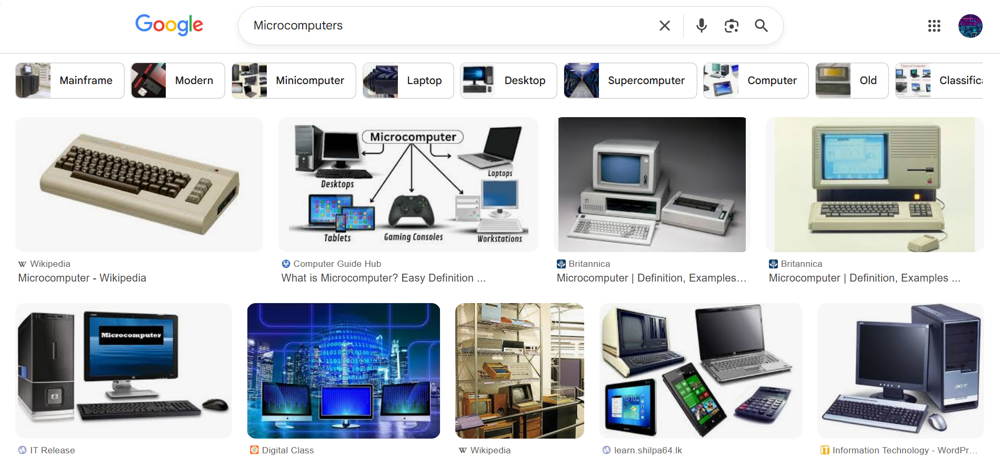 Google
Microcomputers
Mainframe
Modern
Minicomputer
Laptop
Desktop
Supercomputer
Computer
Old
Classifica
Microcomputer
Desktops
Laptops
Tablets
Gaming Consoles
Workstations
Wikipedia
Microcomputer - Wikipedia
Computer Guide Hub
What is Microcomputer? Easy Definition ...
Britannica
Microcomputer | Definition, Examples...
Britannica
Microcomputer | Definition, Examples ...
Microcomputer
acer
IT Release
Digital Class
Wikipedia
learn.shilpa64.lk
Information Technology - WordPr...